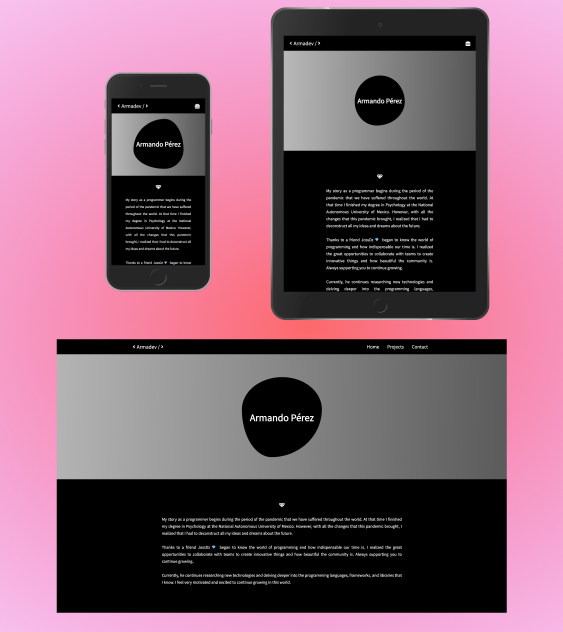 < Armadev / >
Armando Pérez
My story as a programmer begins during the
period of the pandemic that we have suffered
throughout the world. At that time I finished
my degree in Psychology at the National
Autonomous University of Mexico. However,
with all the changes that this pandemic
brought, I realized that I had to deconstruct all
my ideas and dreams about the future.
Thanks to a friend JossDz 💎 began to know
< Armadev / >
Armando Pérez
My story as a programmer begins during the period of the
pandemic that we have suffered throughout the world. At
that time I finished my degree in Psychology at the National
Autonomous University of Mexico. However, with all the
changes that this pandemic brought, I realized that I had to
deconstruct all my ideas and dreams about the future.
Thanks to a friend JossDz 💎 began to know the world of
programming and how indispensable our time is. I realized
the great opportunities to collaborate with teams to create
innovative things and how beautiful the community is.
Always supporting you to continue growing.
Currently, he continues researching new technologies and
delving deeper into the programming languages,
< Armadev / >
Home Projects Contact
Armando Pérez
My story as a programmer begins during the period of the pandemic that we have suffered throughout the world. At that time I finished
my degree in Psychology at the National Autonomous University of Mexico. However, with all the changes that this pandemic brought, I
realized that I had to deconstruct all my ideas and dreams about the future.
Thanks to a friend JossDz 💎 began to know the world of programming and how indispensable our time is. I realized the great
opportunities to collaborate with teams to create innovative things and how beautiful the community is. Always supporting you to
continue growing.
Currently, he continues researching new technologies and delving deeper into the programming languages, frameworks, and libraries that
I know. I feel very motivated and excited to continue growing in this world.